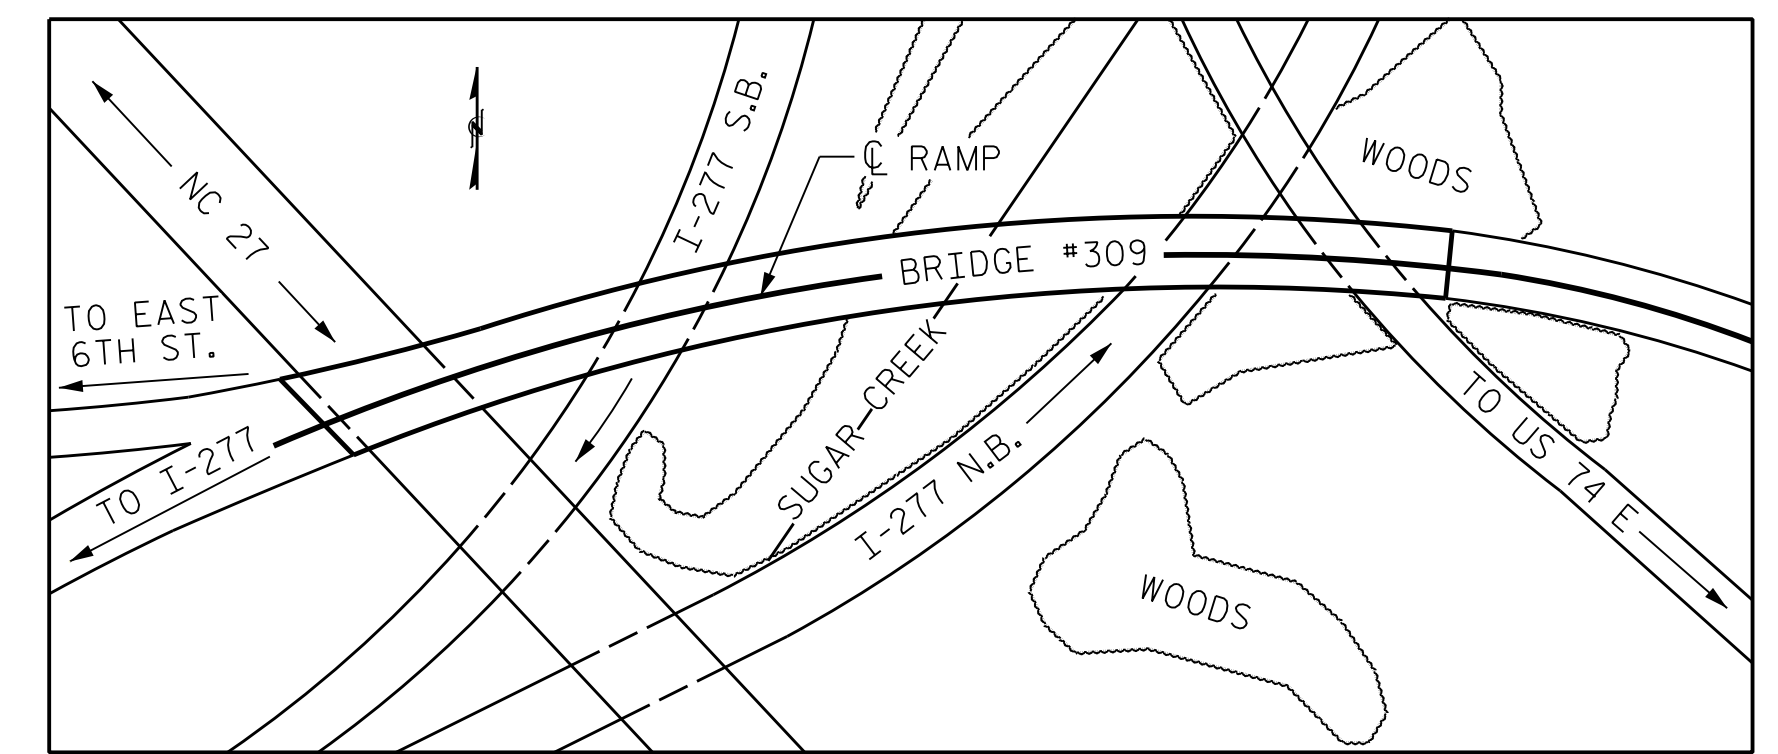 I-277 S.B.
N
℄ RAMP
WOODS
NC 27
BRIDGE #309
TO EAST
6TH ST.
SUGAR CREEK
TO I-277
I-277 N.B.
TO US 74 E
WOODS